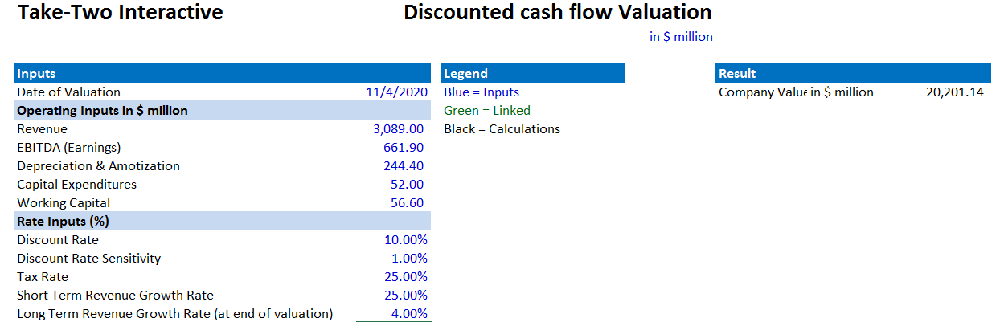 Take-Two Interactive Discounted cash flow Valuation
in $ million
Inputs Legend Result
Date of Valuation 11/4/2020 Blue = Inputs Company Value in $ million 20,201.14
Operating Inputs in $ million Green = Linked
Revenue 3,089.00 Black = Calculations
EBITDA (Earnings) 661.90
Depreciation & Amotization 244.40
Capital Expenditures 52.00
Working Capital 56.60
Rate Inputs (%)
Discount Rate 10.00%
Discount Rate Sensitivity 1.00%
Tax Rate 25.00%
Short Term Revenue Growth Rate 25.00%
Long Term Revenue Growth Rate (at end of valuation) 4.00%